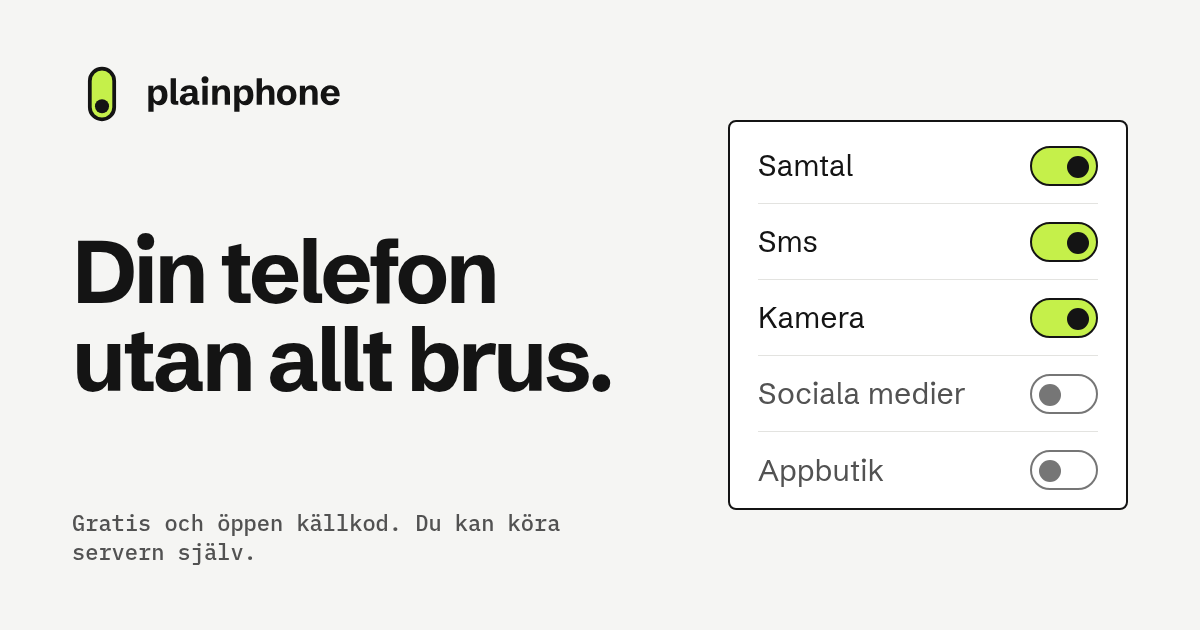 plainphone
Din telefon
utan allt brus.
Gratis och öppen källkod. Du kan köra
servern själv.
Samtal
Sms
Kamera
Sociala medier
Appbutik